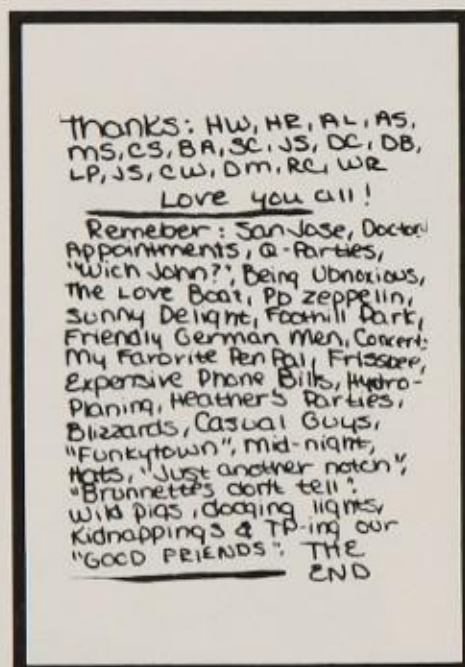 Thanks: HW, HR, AL, AS,
MS, CS, BA, SC, JS, DC, DB,
LP, JS, CW, DM, RC, WR
Love you all!
Remeber: San Jose, Doctor
Appointments, Q-Parties,
"Wich John?", Being Ubnoxious,
The Love Boat, Pb Zeppelin,
Sunny Delight, Foothill Park,
Friendly German Men, Concert
My Favorite Pen Pal, Frissbee,
Expensive Phone Bills, Hydro-
Planing, Heather's Parties,
Blizzards, Casual Guys,
"Funkytown", Mid-night,
Hats, "Just another notch",
"Brunnette's don't tell".
Wild pigs, dodging lights,
Kidnappings & TP-ing our
"GOOD FRIENDS". THE
END